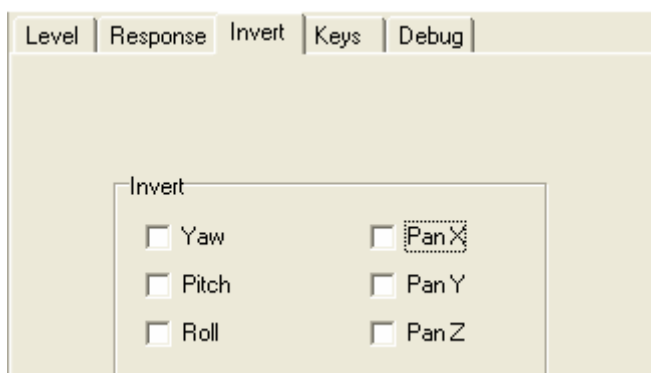 Level Response Invert Keys Debug
Invert
Yaw Pan X
Pitch Pan Y
Roll Pan Z